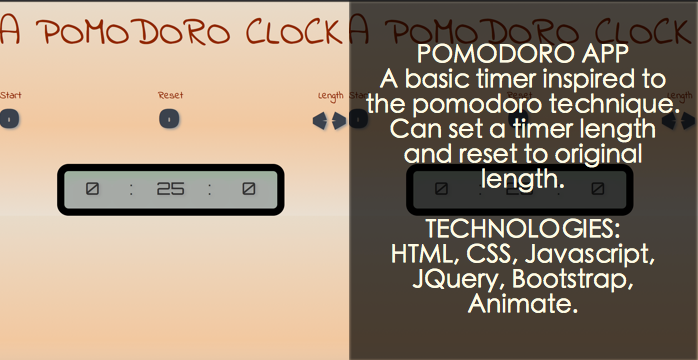 A POMODORO CLOCK
Start
Reset
Length
0 : 25 : 0
A POMODORO CLOCK
POMODORO APP
A basic timer inspired to
the pomodoro technique.
Can set a timer length
and reset to original
length.
TECHNOLOGIES:
HTML, CSS, Javascript,
JQuery, Bootstrap,
Animate.